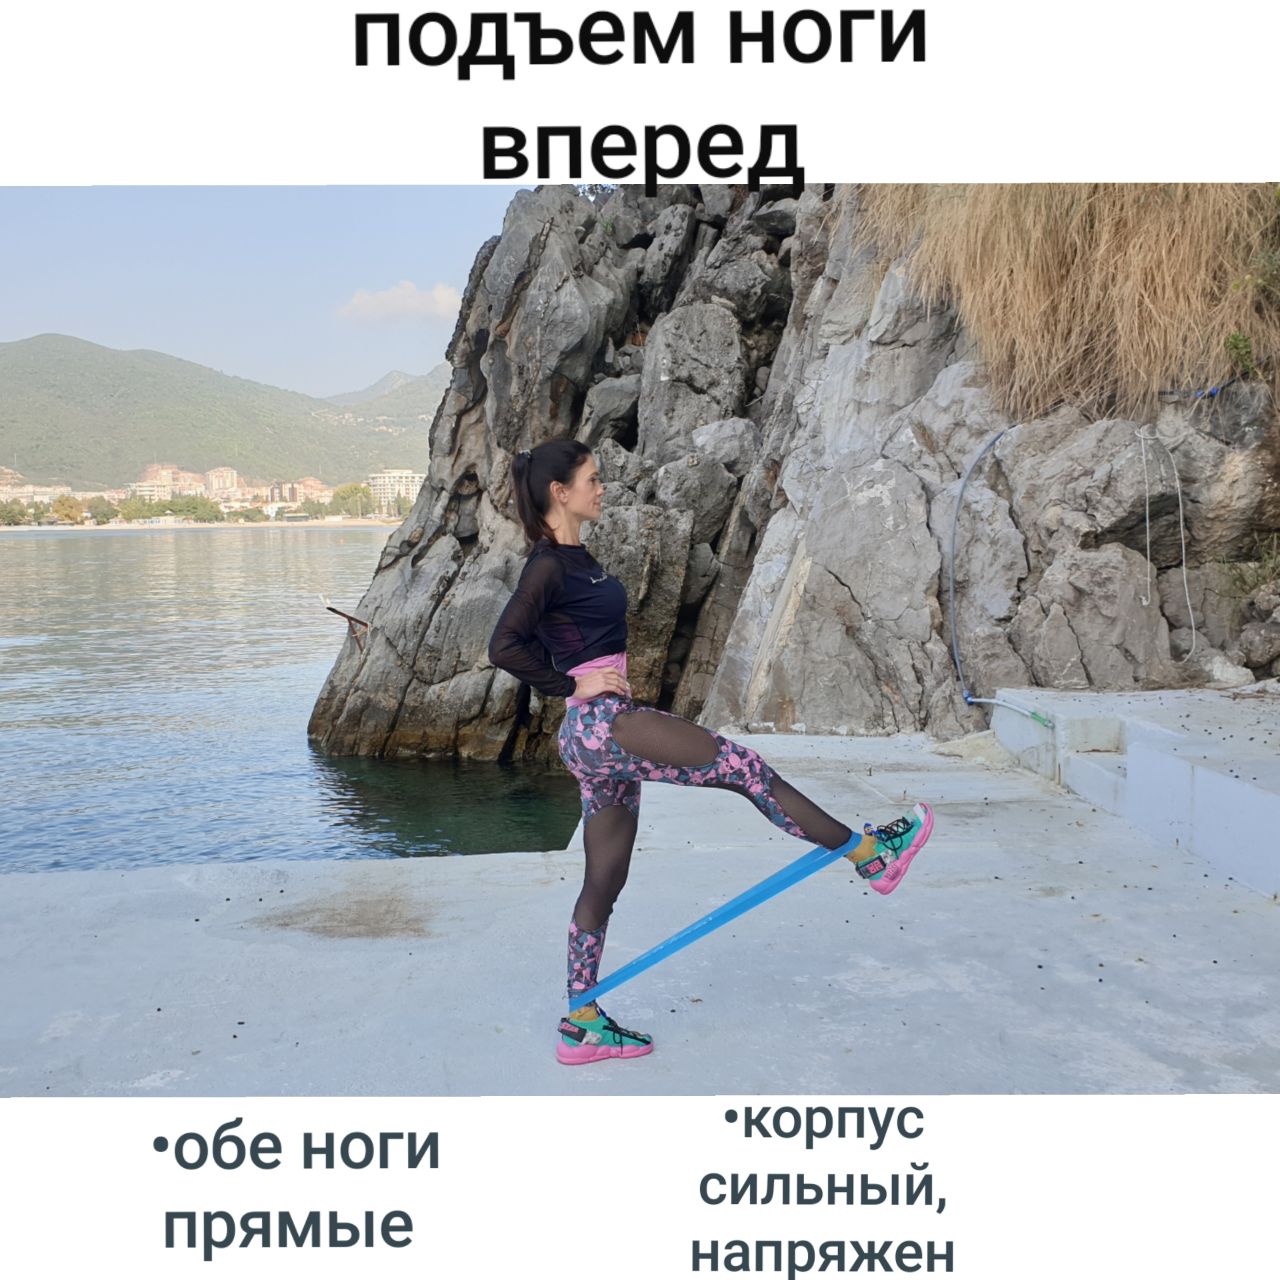 подъем ноги
вперед
•обе ноги
прямые
•корпус
сильный,
напряжен